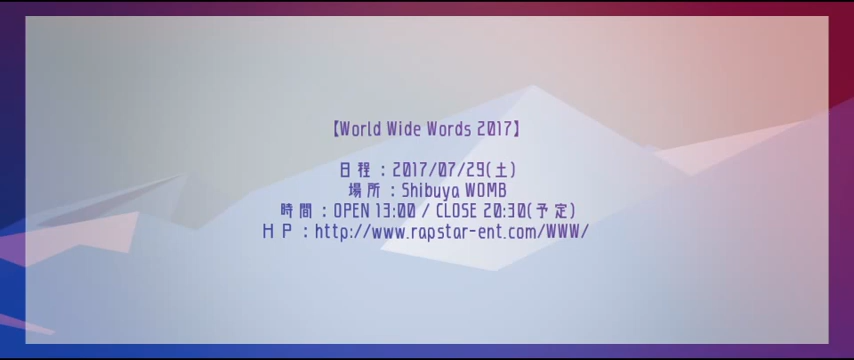 【World Wide Words 2017】
日程：2017/07/29(土)
場所：Shibuya WOMB
時間：OPEN 13:00 / CLOSE 20:30(予定)
ＨＰ：http://www.rapstar-ent.com/WWW/